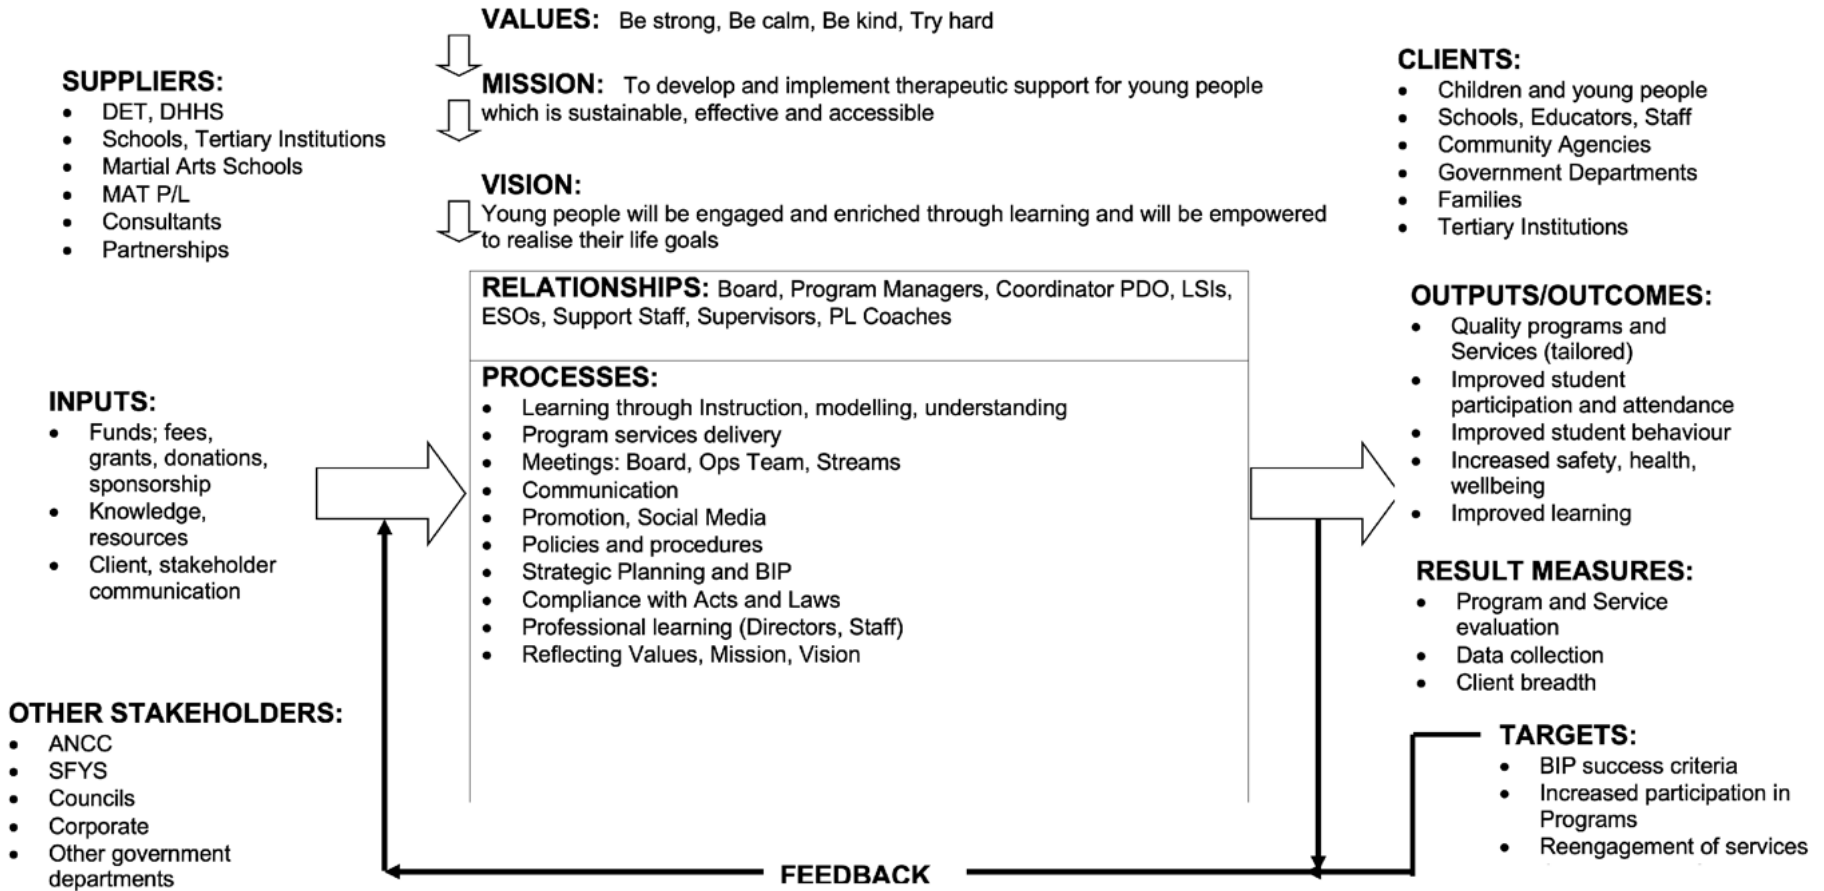 VALUES: Be strong, Be calm, Be kind, Try hard
MISSION: To develop and implement therapeutic support for young people
which is sustainable, effective and accessible
VISION:
Young people will be engaged and enriched through learning and will be empowered
to realise their life goals
SUPPLIERS:
• DET, DHHS
• Schools, Tertiary Institutions
• Martial Arts Schools
• MAT P/L
• Consultants
• Partnerships
INPUTS:
• Funds; fees,
grants, donations,
sponsorship
• Knowledge,
resources
• Client, stakeholder
communication
OTHER STAKEHOLDERS:
• ANCC
• SFYS
• Councils
• Corporate
• Other government
departments
RELATIONSHIPS: Board, Program Managers, Coordinator PDO, LSIs,
ESOs, Support Staff, Supervisors, PL Coaches
PROCESSES:
• Learning through Instruction, modelling, understanding
• Program services delivery
• Meetings: Board, Ops Team, Streams
• Communication
• Promotion, Social Media
• Policies and procedures
• Strategic Planning and BIP
• Compliance with Acts and Laws
• Professional learning (Directors, Staff)
• Reflecting Values, Mission, Vision
CLIENTS:
• Children and young people
• Schools, Educators, Staff
• Community Agencies
• Government Departments
• Families
• Tertiary Institutions
OUTPUTS/OUTCOMES:
• Quality programs and
Services (tailored)
• Improved student
participation and attendance
• Improved student behaviour
• Increased safety, health,
wellbeing
• Improved learning
RESULT MEASURES:
• Program and Service
evaluation
• Data collection
• Client breadth
TARGETS:
• BIP success criteria
• Increased participation in
Programs
• Reengagement of services
FEEDBACK